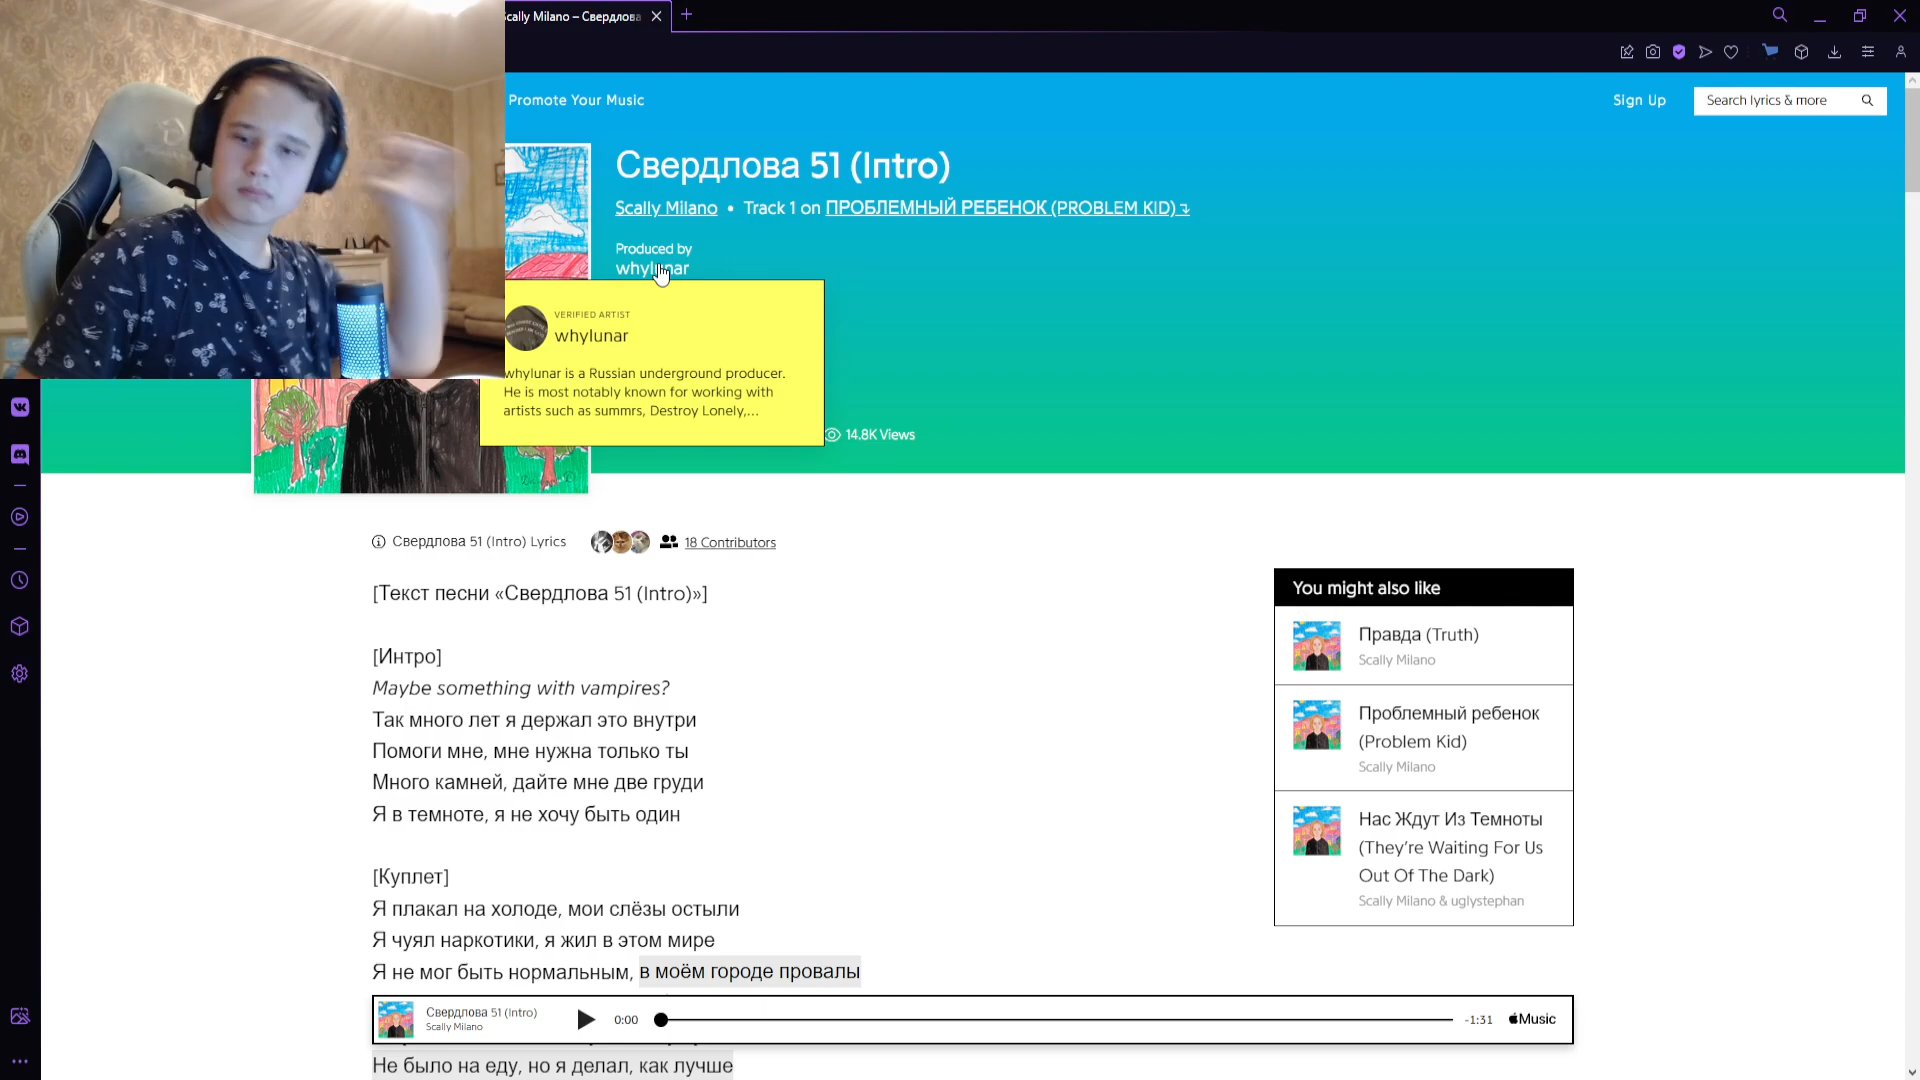 Scally Milano – Свердлова
Promote Your Music
Sign Up
Search lyrics & more
Свердлова 51 (Intro)
Scally Milano • Track 1 on ПРОБЛЕМНЫЙ РЕБЕНОК (PROBLEM KID)
Produced by
whylunar
VERIFIED ARTIST
whylunar
whylunar is a Russian underground producer.
He is most notably known for working with
artists such as summrs, Destroy Lonely,...
14.8K Views
Свердлова 51 (Intro) Lyrics
18 Contributors
[Текст песни «Свердлова 51 (Intro)»]
[Интро]
Maybe something with vampires?
Так много лет я держал это внутри
Помоги мне, мне нужна только ты
Много камней, дайте мне две груди
Я в темноте, я не хочу быть один
[Куплет]
Я плакал на холоде, мои слёзы остыли
Я чуял наркотики, я жил в этом мире
Я не мог быть нормальным, в моём городе провалы
Не было на еду, но я делал, как лучше
You might also like
Правда (Truth)
Scally Milano
Проблемный ребенок
(Problem Kid)
Scally Milano
Нас Ждут Из Темноты
(They're Waiting For Us
Out Of The Dark)
Scally Milano & uglystephan
Свердлова 51 (Intro)
Scally Milano
0:00
-1:31
Music